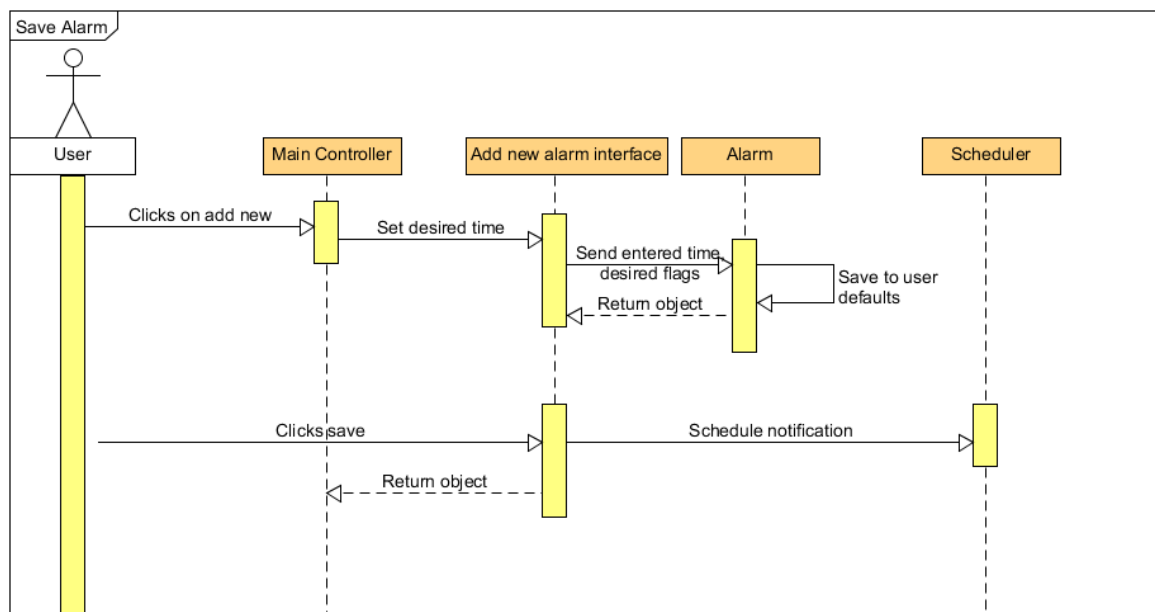 Save Alarm
User
Main Controller
Add new alarm interface
Alarm
Scheduler
Clicks on add new
Set desired time
Send entered time,
desired flags
Save to user
defaults
Return object
Clicks save
Schedule notification
Return object